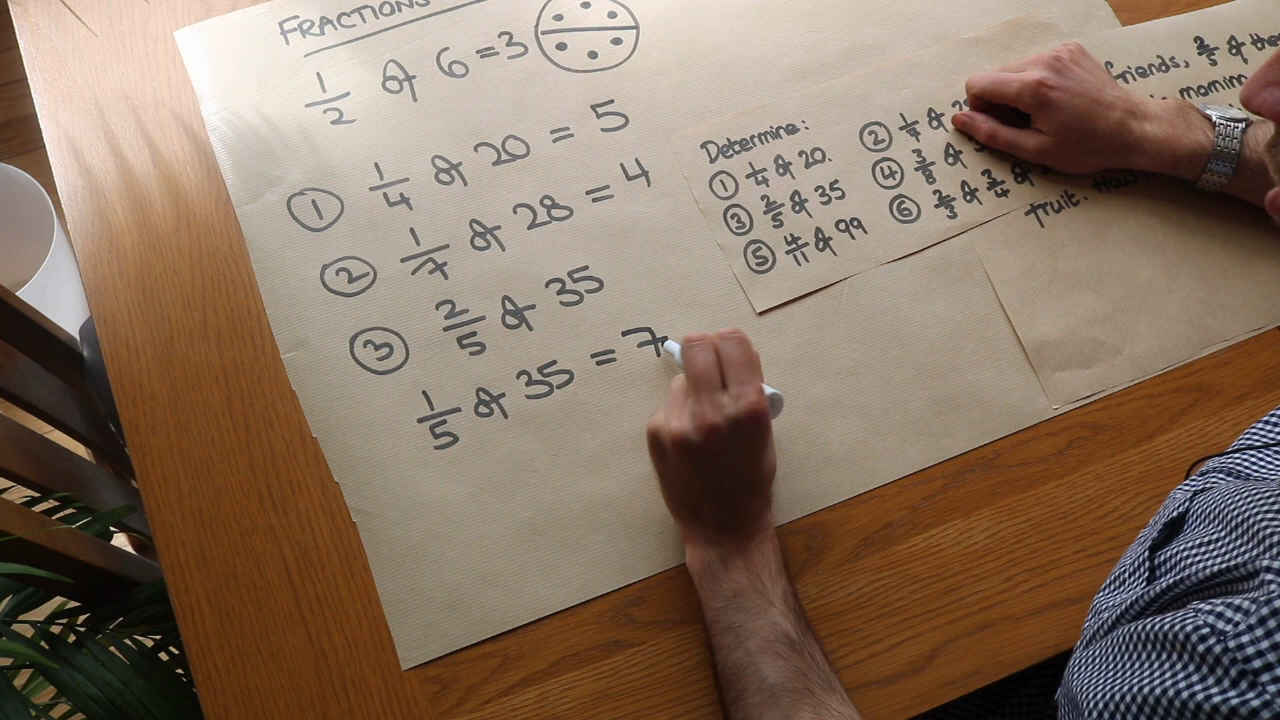 FRACTIONS
1/2 of 6 = 3
① 1/4 of 20 = 5
② 1/7 of 28 = 4
③ 2/5 of 35
1/5 of 35 = 7
Determine:
① 1/4 of 20.
② 1/7 of
③ 2/5 of 35
④ 3/8 of
⑤ 4/11 of 99
⑥ 2/3 of 3/4 of
friends, 2/5 of
fruit.